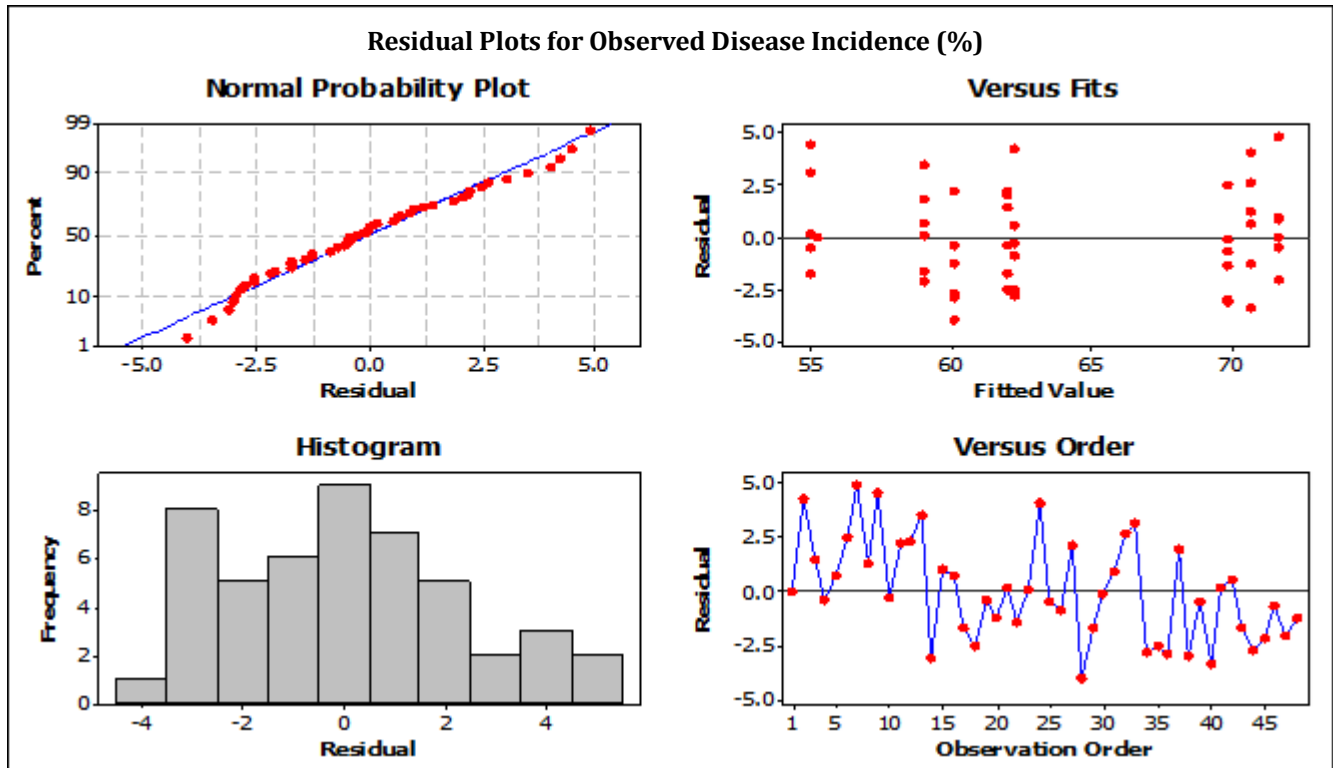 Residual Plots for Observed Disease Incidence (%)
Normal Probability Plot
99
90
50
10
1
Percent
-5.0 -2.5 0.0 2.5 5.0
Residual
Versus Fits
5.0
2.5
0.0
-2.5
-5.0
Residual
55 60 65 70
Fitted Value
Histogram
8
6
4
2
0
Frequency
-4 -2 0 2 4
Residual
Versus Order
5.0
2.5
0.0
-2.5
-5.0
Residual
1 5 10 15 20 25 30 35 40 45
Observation Order